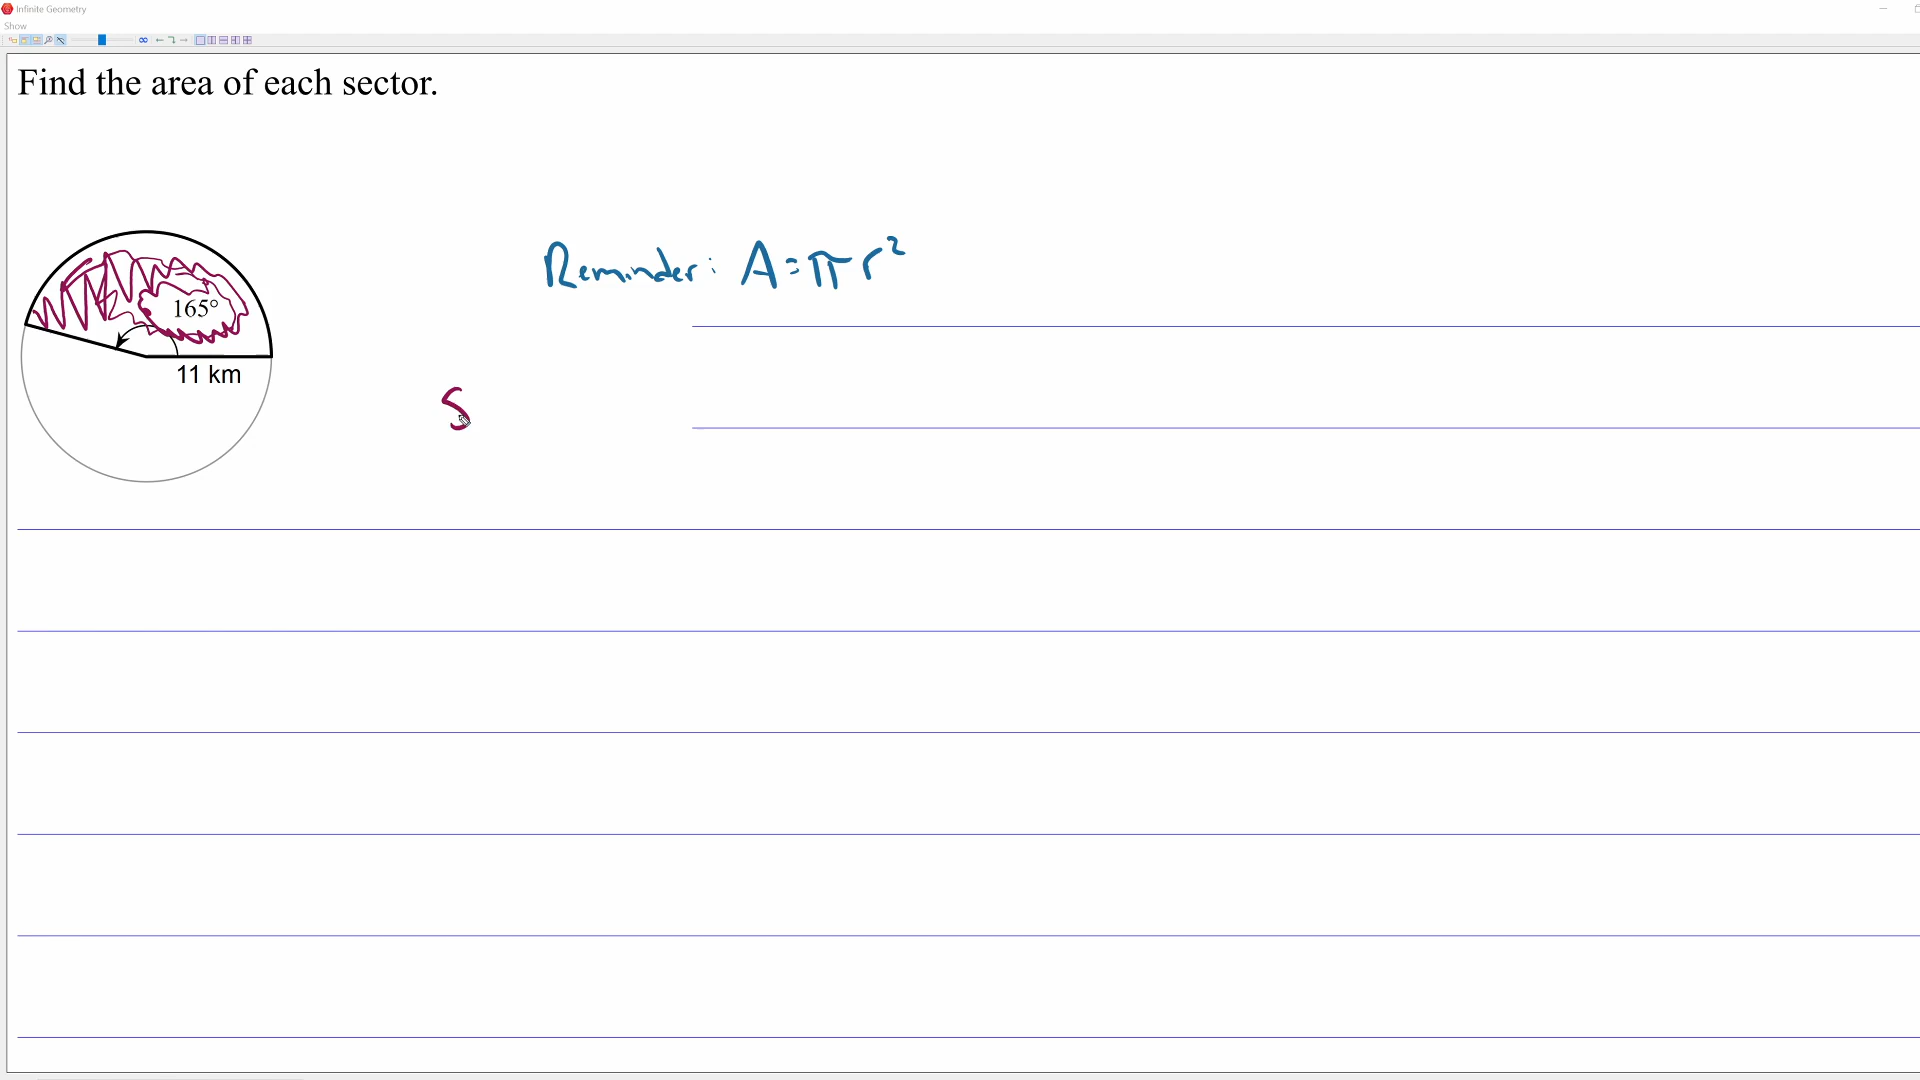 Infinite Geometry
Show
Find the area of each sector.
Reminder: A = πr²
165°
11 km
S